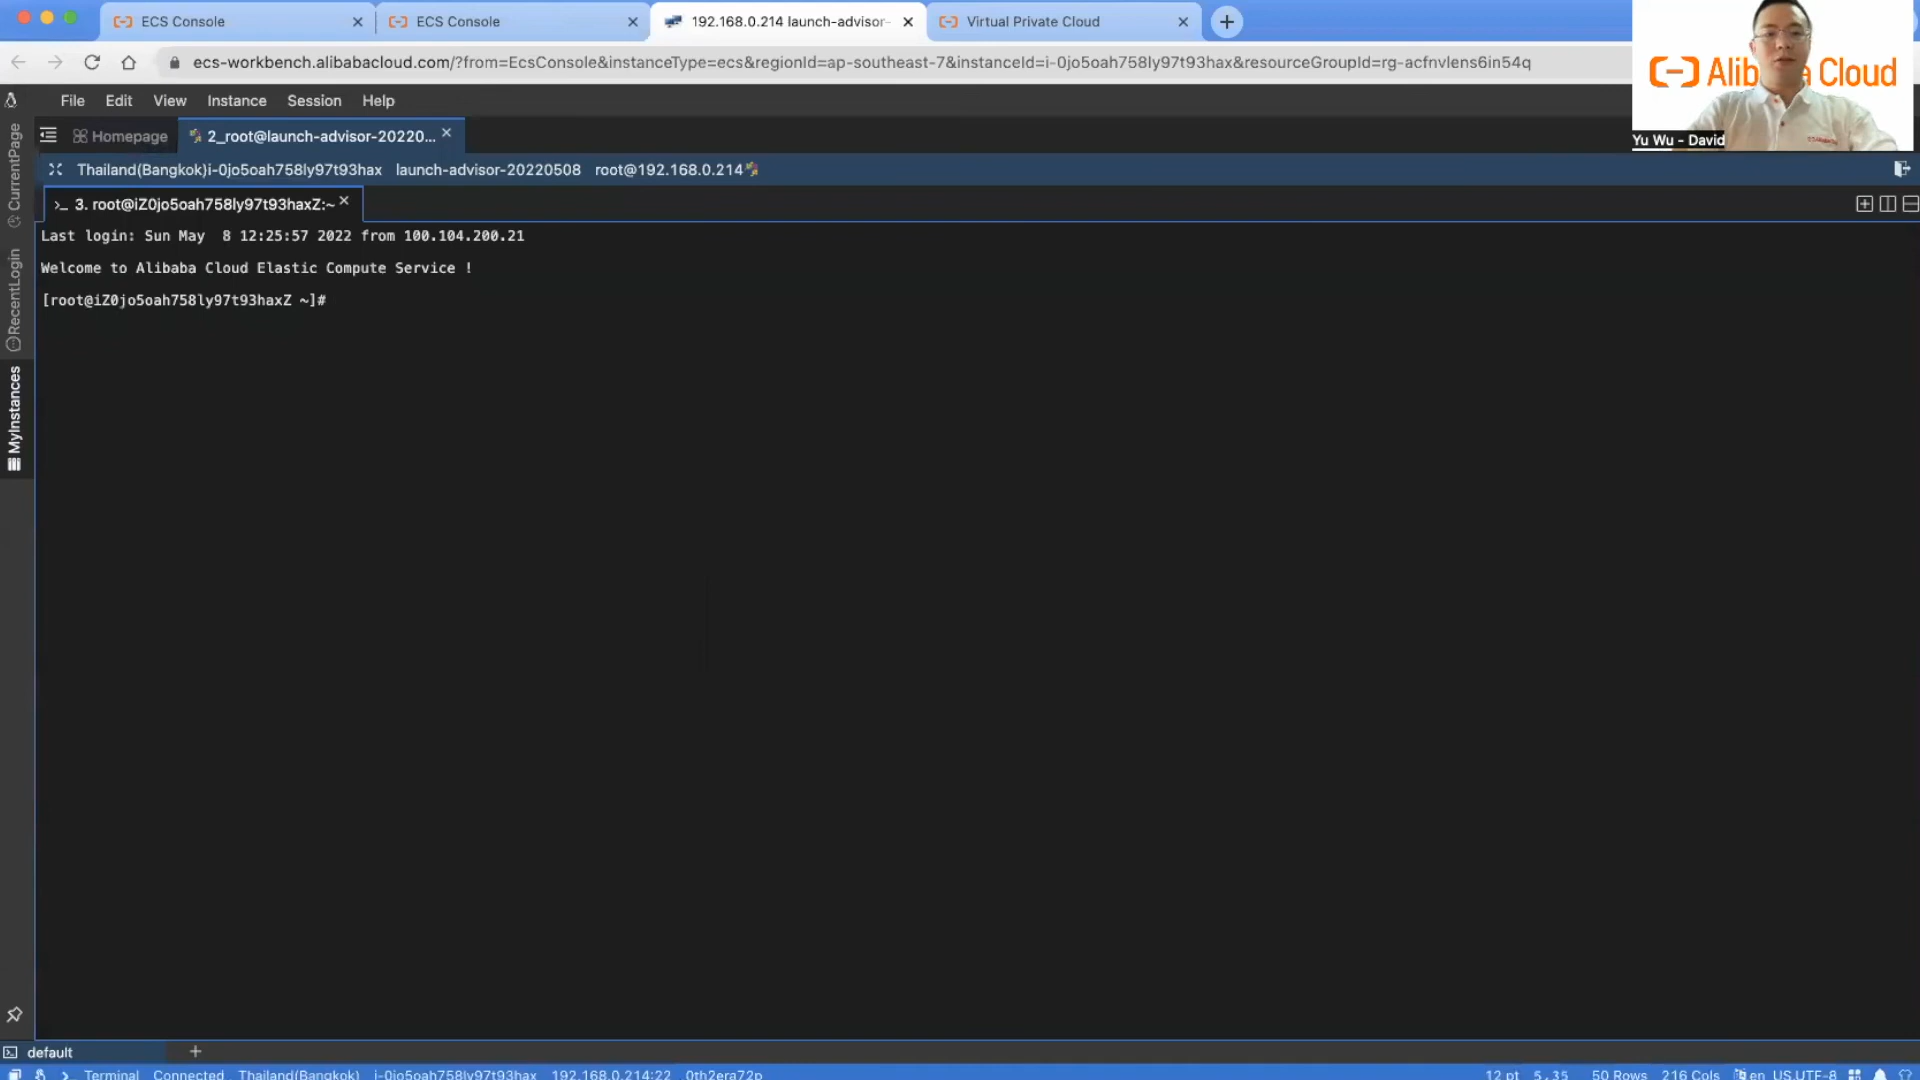 ECS Console
ECS Console
192.168.0.214 launch-advisor-
Virtual Private Cloud
ecs-workbench.alibabacloud.com/?from=EcsConsole&instanceType=ecs&regionId=ap-southeast-7&instanceId=i-0jo5oah758ly97t93hax&resourceGroupId=rg-acfnvlens6in54q
Alibaba Cloud
Yu Wu - David
File Edit View Instance Session Help
Homepage
2_root@launch-advisor-20220...
Thailand(Bangkok)i-0jo5oah758ly97t93hax launch-advisor-20220508 root@192.168.0.214
>_ 3. root@iZ0jo5oah758ly97t93haxZ:~
CurrentPage
RecentLogin
MyInstances
Last login: Sun May  8 12:25:57 2022 from 100.104.200.21
Welcome to Alibaba Cloud Elastic Compute Service !
[root@iZ0jo5oah758ly97t93haxZ ~]#
default
Terminal Connected Thailand(Bangkok) i-0jo5oah758ly97t93hax 192.168.0.214:22 0th2era72p
12 pt 5,35 50 Rows 216 Cols en_US.UTF-8